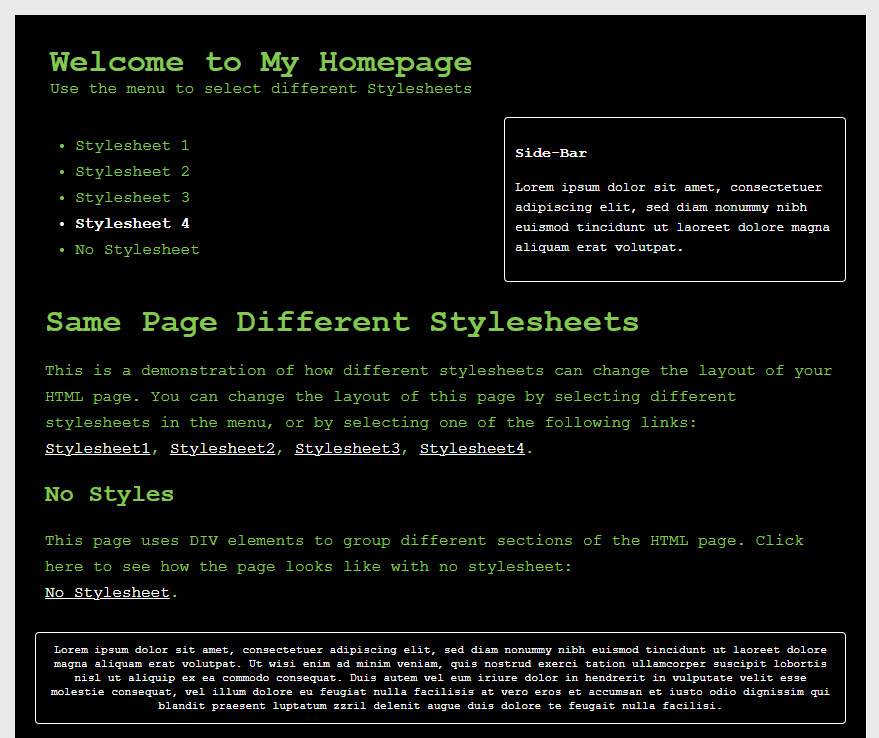 Welcome to My Homepage
Use the menu to select different Stylesheets
Stylesheet 1
Stylesheet 2
Stylesheet 3
Stylesheet 4
No Stylesheet
Side-Bar
Lorem ipsum dolor sit amet, consectetuer
adipiscing elit, sed diam nonummy nibh
euismod tincidunt ut laoreet dolore magna
aliquam erat volutpat.
Same Page Different Stylesheets
This is a demonstration of how different stylesheets can change the layout of your
HTML page. You can change the layout of this page by selecting different
stylesheets in the menu, or by selecting one of the following links:
Stylesheet1, Stylesheet2, Stylesheet3, Stylesheet4.
No Styles
This page uses DIV elements to group different sections of the HTML page. Click
here to see how the page looks like with no stylesheet:
No Stylesheet.
Lorem ipsum dolor sit amet, consectetuer adipiscing elit, sed diam nonummy nibh euismod tincidunt ut laoreet dolore
magna aliquam erat volutpat. Ut wisi enim ad minim veniam, quis nostrud exerci tation ullamcorper suscipit lobortis
nisl ut aliquip ex ea commodo consequat. Duis autem vel eum iriure dolor in hendrerit in vulputate velit esse
molestie consequat, vel illum dolore eu feugiat nulla facilisis at vero eros et accumsan et iusto odio dignissim qui
blandit praesent luptatum zzril delenit augue duis dolore te feugait nulla facilisi.